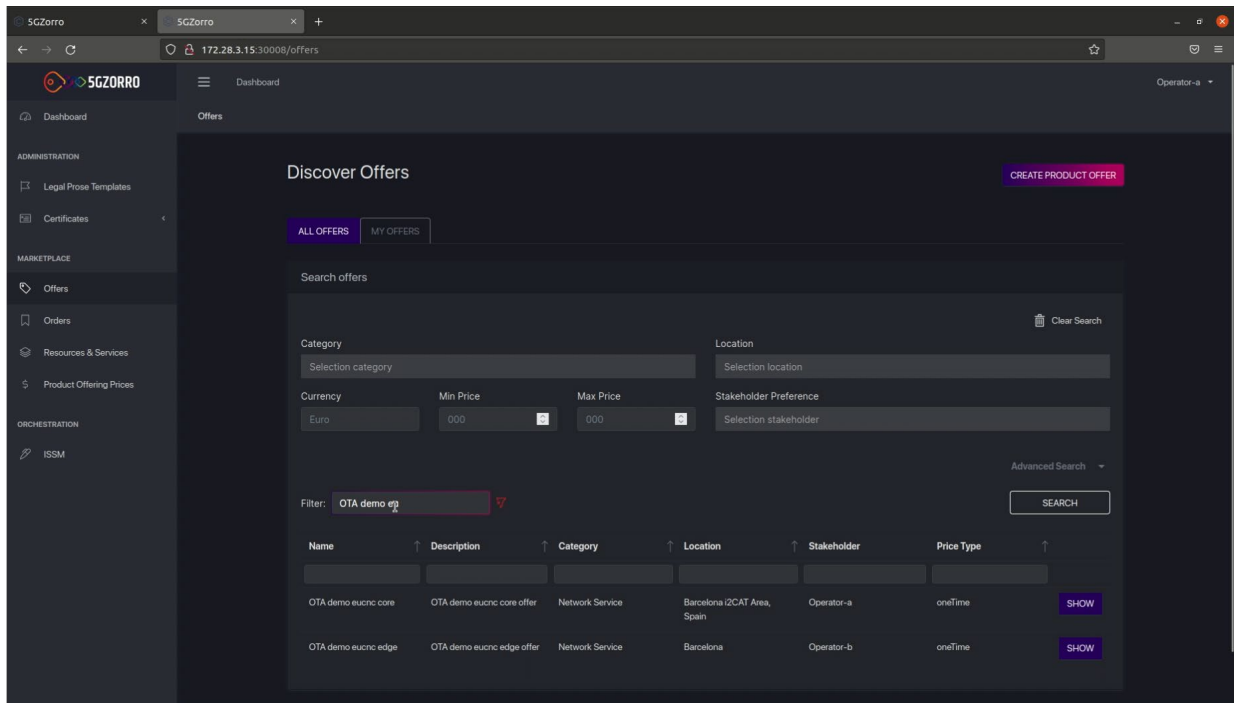 5GZorro
5GZorro
172.28.3.15:30008/offers
5GZORRO
Dashboard
Operator-a
Dashboard
Offers
ADMINISTRATION
Legal Prose Templates
Certificates
MARKETPLACE
Offers
Orders
Resources & Services
Product Offering Prices
ORCHESTRATION
ISSM
Discover Offers
CREATE PRODUCT OFFER
ALL OFFERS MY OFFERS
Search offers
Clear Search
Category Location
Selection category Selection location
Currency Min Price Max Price Stakeholder Preference
Euro 000 000 Selection stakeholder
Advanced Search
Filter: OTA demo eu SEARCH
Name Description Category Location Stakeholder Price Type
OTA demo eucnc core OTA demo eucnc core offer Network Service Barcelona i2CAT Area, Operator-a oneTime SHOW
Spain
OTA demo eucnc edge OTA demo eucnc edge offer Network Service Barcelona Operator-b oneTime SHOW